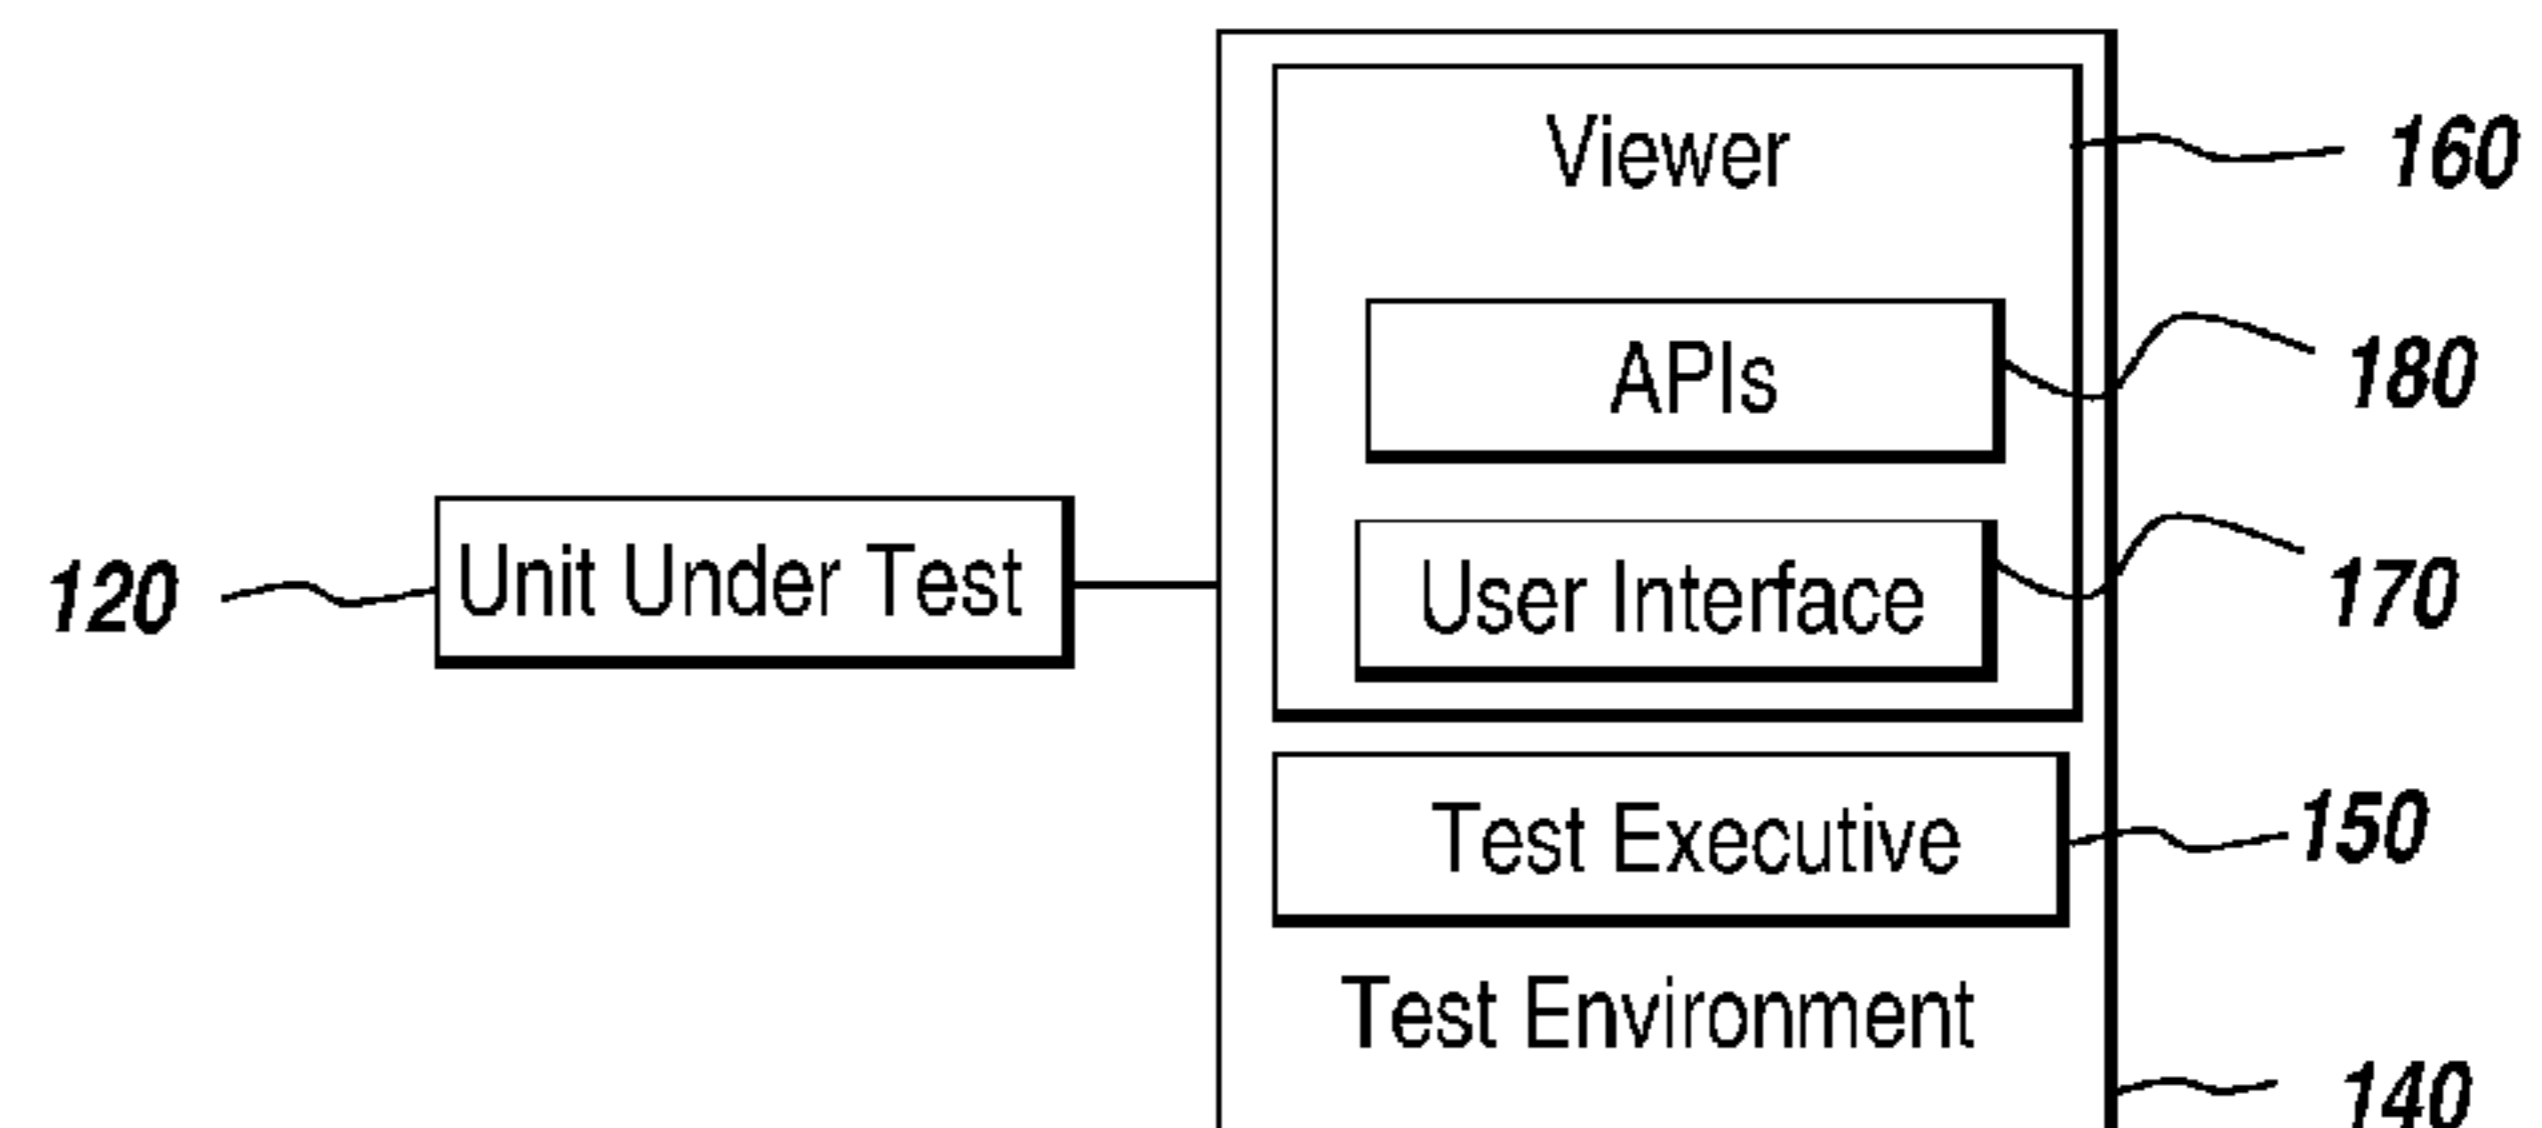 Viewer
160
APIs
180
Unit Under Test
120
User Interface
170
Test Executive
150
Test Environment
140